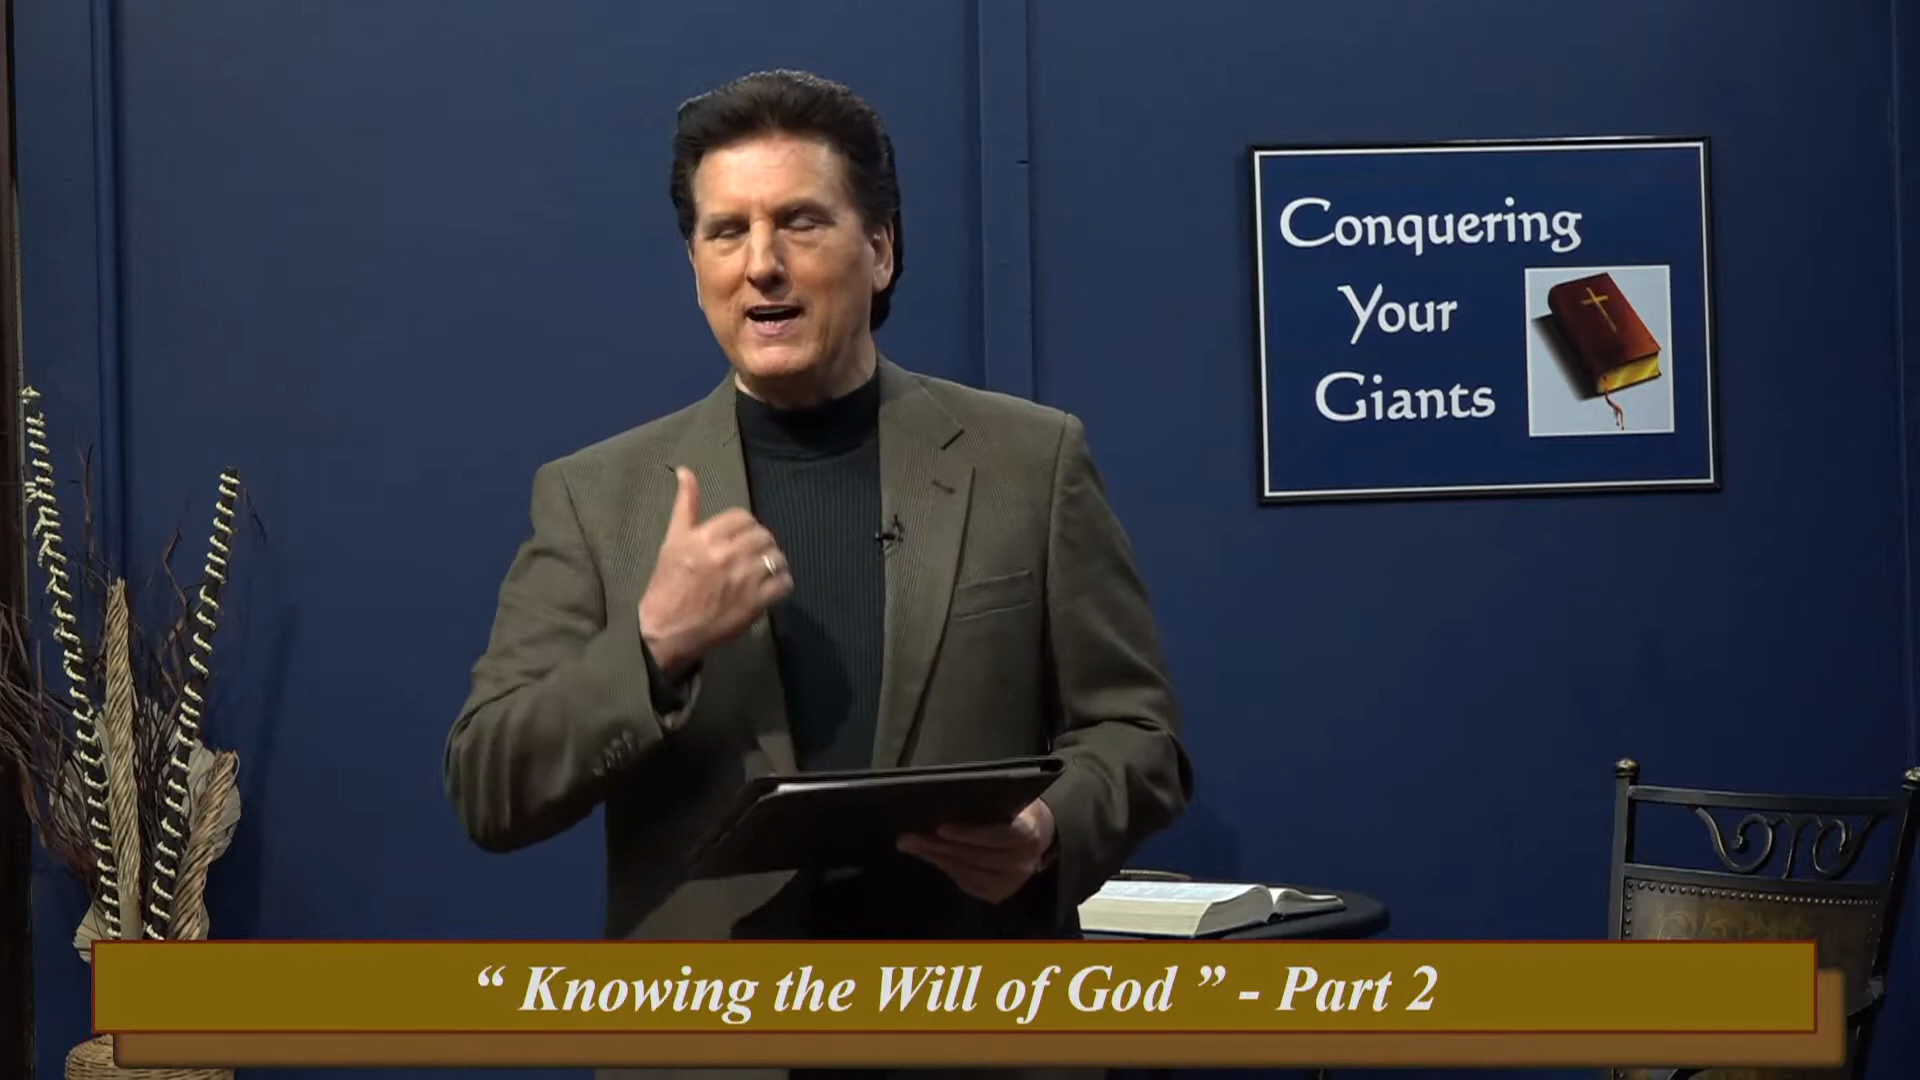 Conquering
Your
Giants
“ Knowing the Will of God ” - Part 2